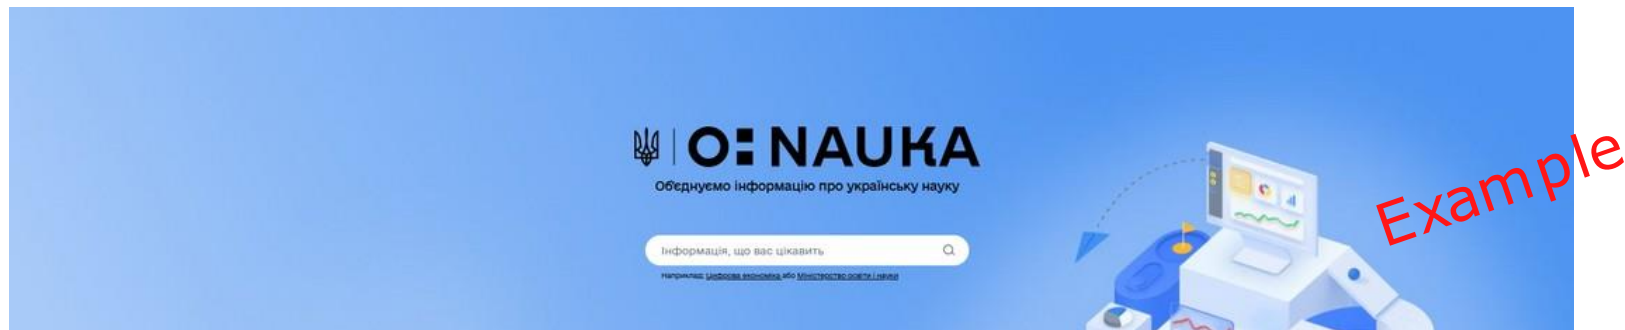 O:NAUKA
Об'єднуємо інформацію про українську науку
Інформація, що вас цікавить
Наприклад: Цифрова економіка або Міністерство освіти і науки
Example